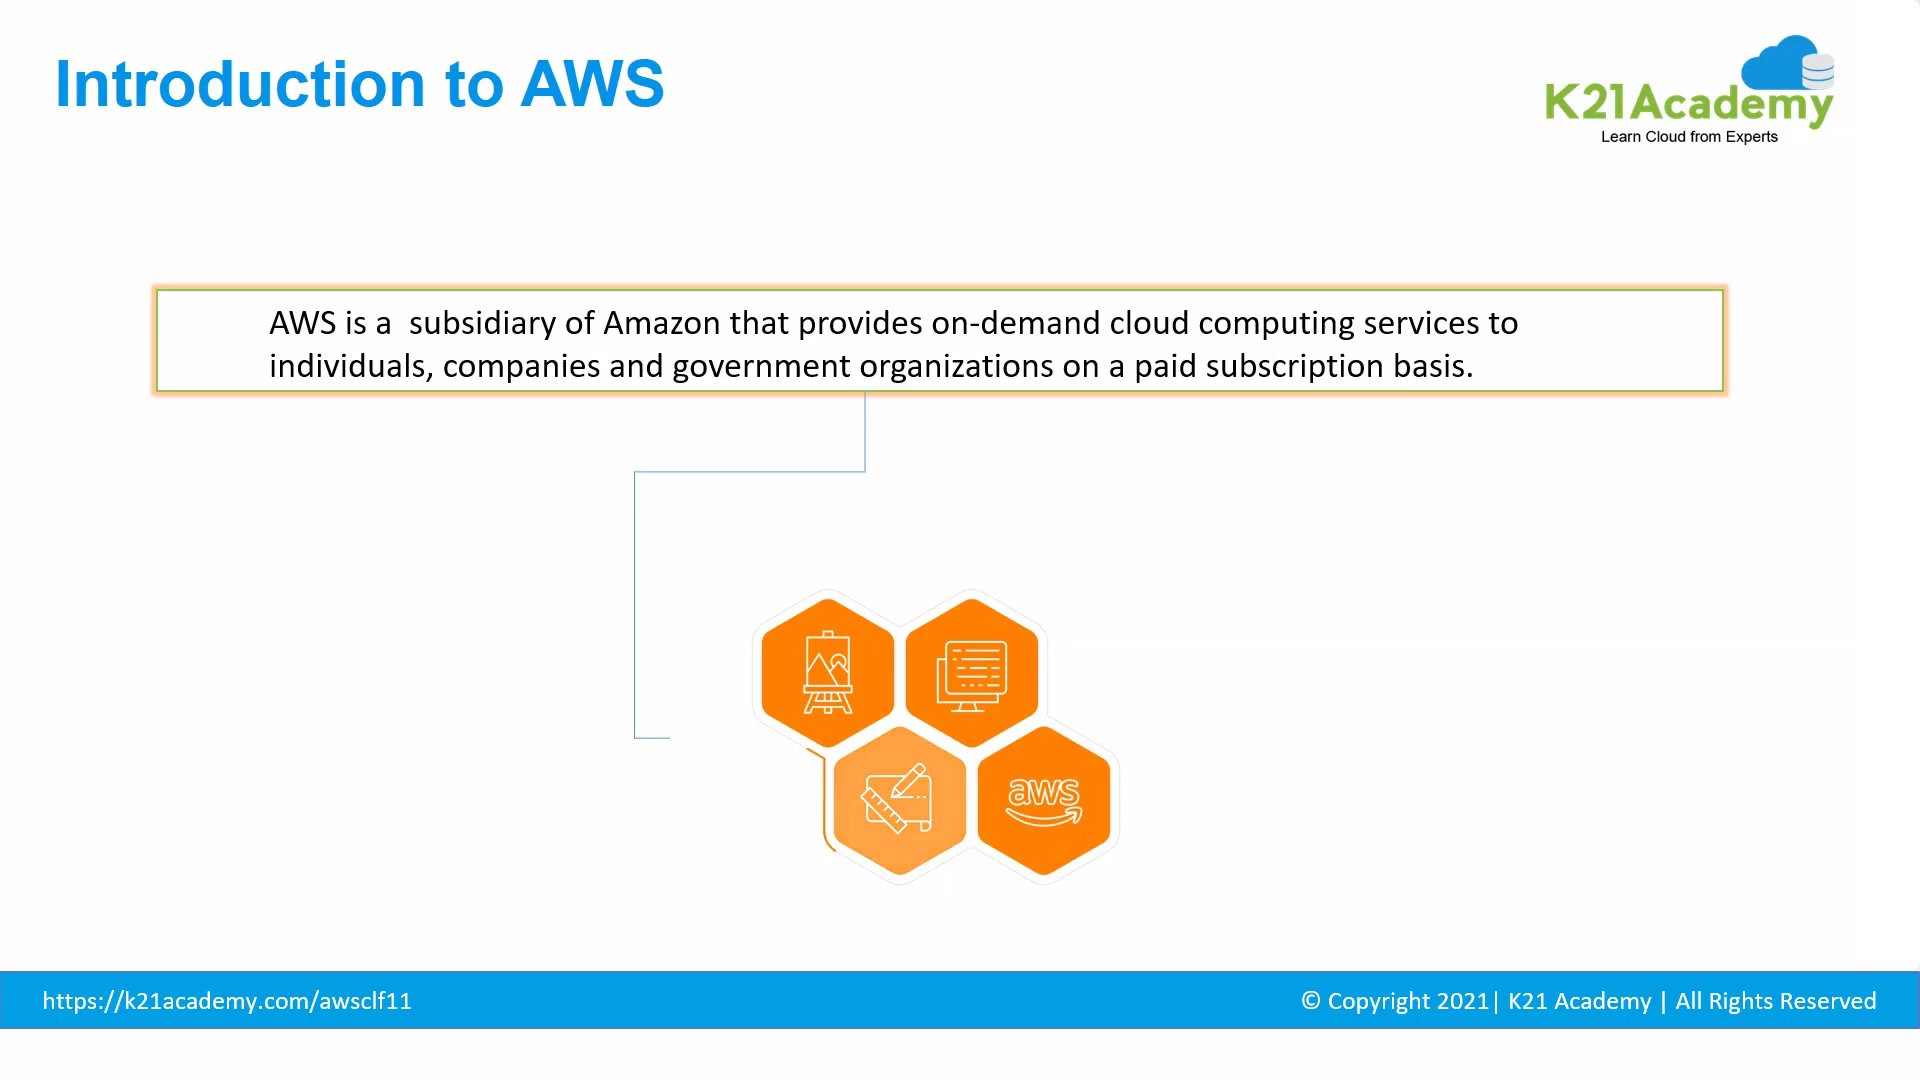 Introduction to AWS
K21Academy
Learn Cloud from Experts
AWS is a  subsidiary of Amazon that provides on-demand cloud computing services to
individuals, companies and government organizations on a paid subscription basis.
aws
https://k21academy.com/awsclf11
© Copyright 2021| K21 Academy | All Rights Reserved